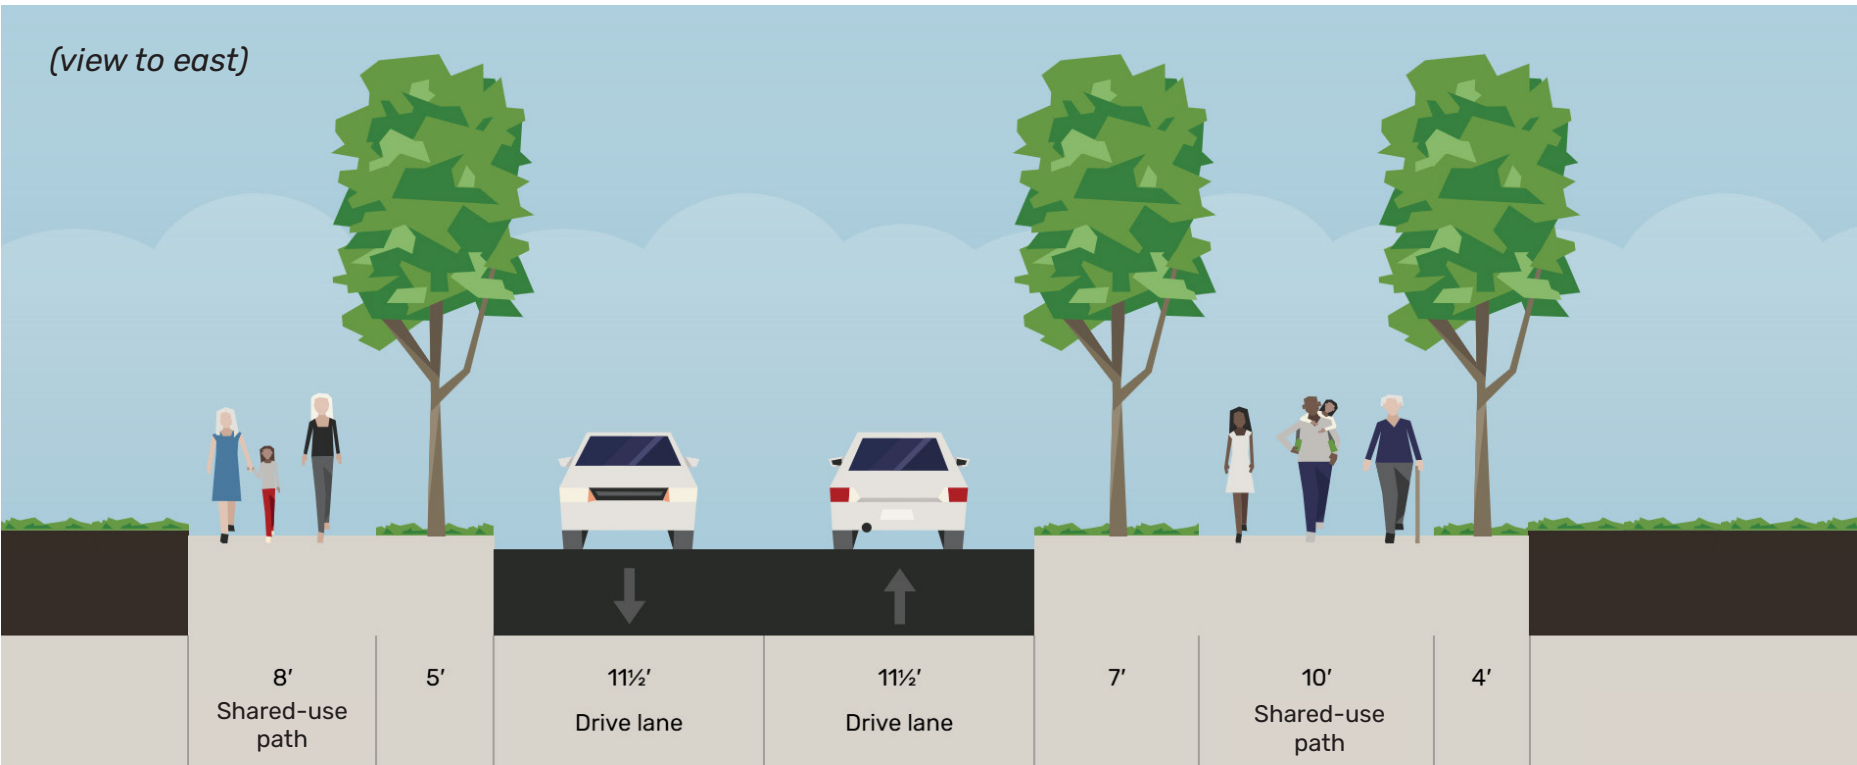 (view to east)
8′
5′
11½′
11½′
7′
10′
4′
Shared-use
path
Drive lane
Drive lane
Shared-use
path